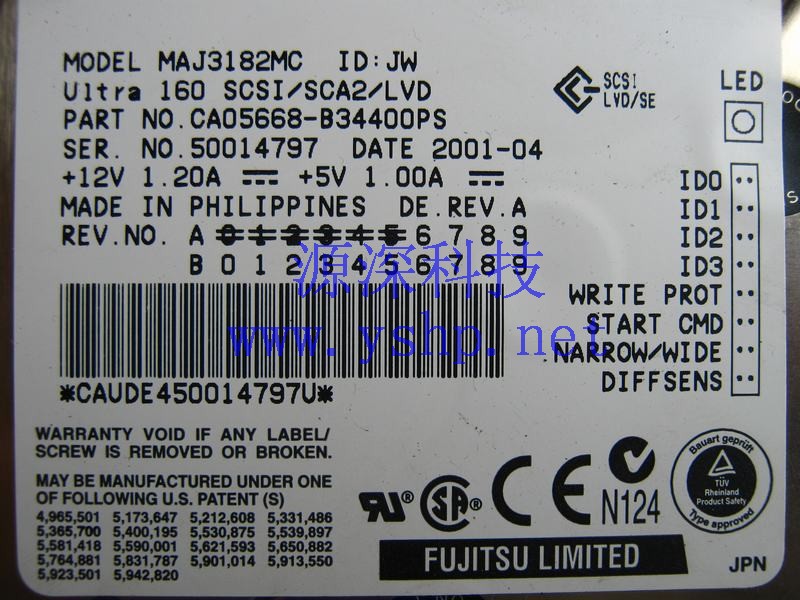 MODEL MAJ3182MC ID:JW
Ultra 160 SCSI/SCA2/LVD
PART NO.CA05668-B34400PS
SER. NO.50014797 DATE 2001-04
+12V 1.20A +5V 1.00A
MADE IN PHILIPPINES DE.REV.A
REV.NO. A 0 1 2 3 4 5 6 7 8 9
B 0 1 2 3 4 5 6 7 8 9
*CAUDE450014797U*
SCSI
LVD/SE
LED
ID0
ID1
ID2
ID3
WRITE PROT
START CMD
NARROW/WIDE
DIFFSENS
源深科技
www.yshp.net
WARRANTY VOID IF ANY LABEL/
SCREW IS REMOVED OR BROKEN.
MAY BE MANUFACTURED UNDER ONE
OF FOLLOWING U.S. PATENT (S)
4,965,501 5,173,647 5,212,608 5,331,486
5,365,700 5,400,195 5,530,875 5,539,897
5,581,418 5,590,001 5,621,593 5,650,882
5,764,881 5,831,787 5,901,014 5,913,550
5,923,501 5,942,820
N124
Bauart geprüft
TÜV
Rheinland
Product Safety
Type approved
FUJITSU LIMITED
JPN